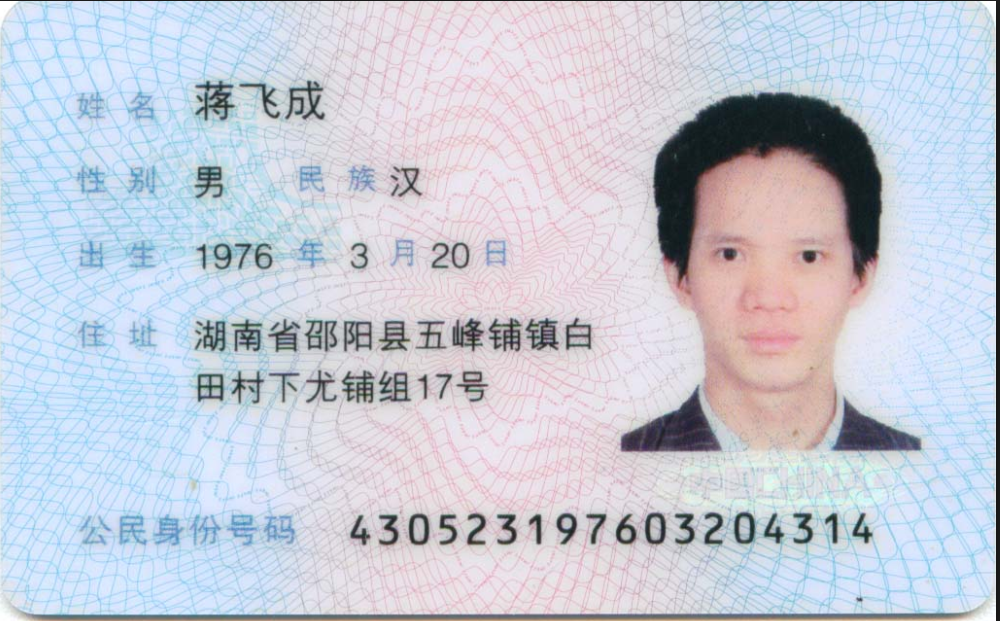 姓名 蒋飞成
性别 男 民族 汉
出生 1976 年 3 月 20 日
住址 湖南省邵阳县五峰铺镇白
田村下尤铺组17号
公民身份号码 430523197603204314